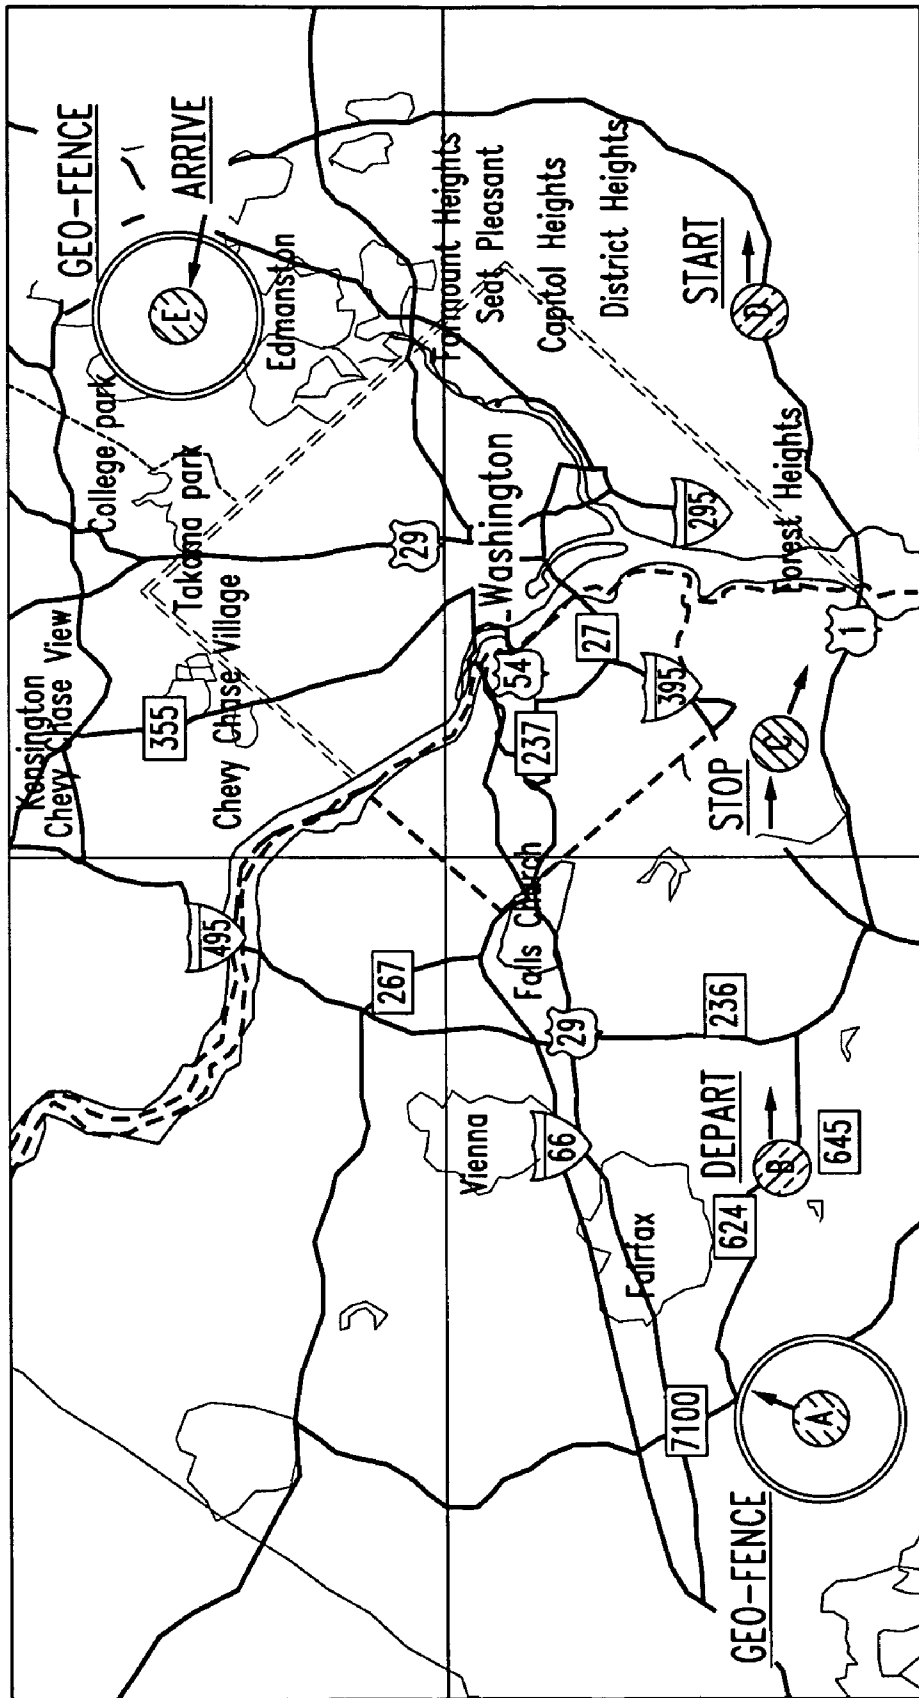 Kensington
Chevy Chase View
GEO-FENCE
College park
355
Takoma park
E
ARRIVE
495
Chevy Chase Village
Edmanston
267
29
Fairmount Heights
Vienna
Seat Pleasant
Washington
54
Falls Church
237
Capitol Heights
66
29
27
District Heights
Fairfax
395
7100
295
START
DEPART
236
624
STOP
GEO-FENCE
D
B
C
Forest Heights
A
645
1